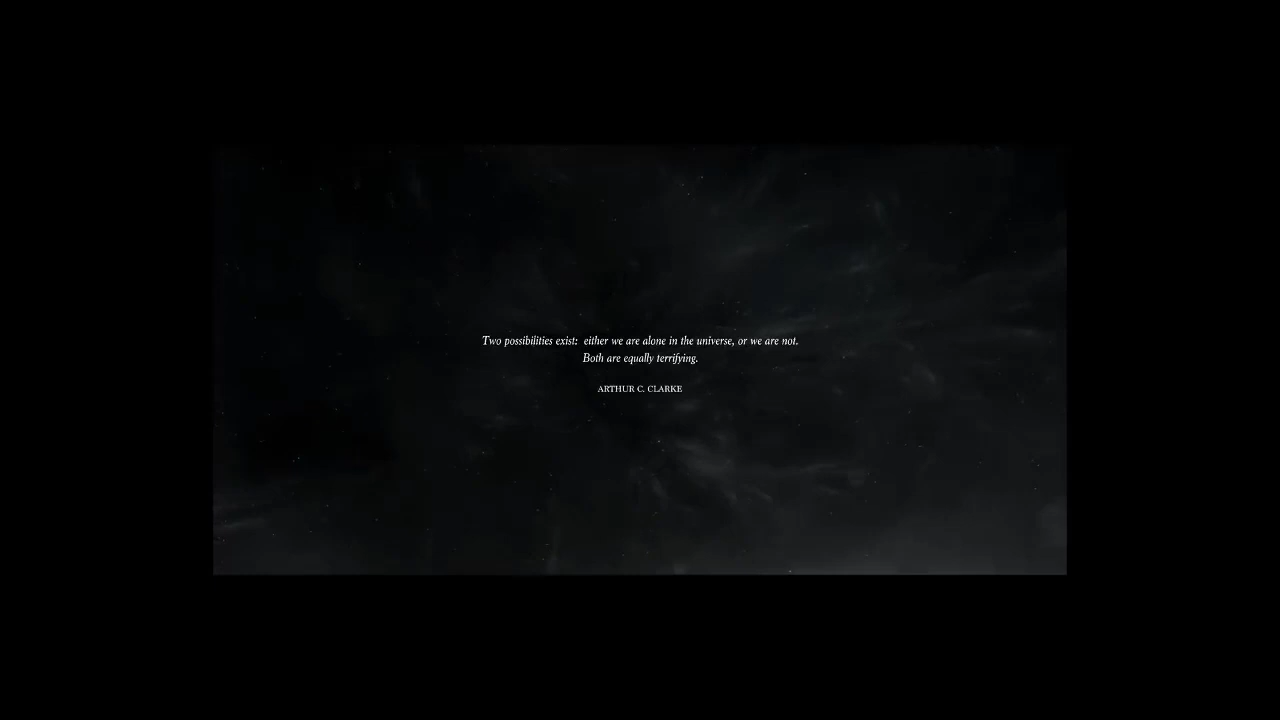 Two possibilities exist:  either we are alone in the universe, or we are not.
Both are equally terrifying.
ARTHUR C. CLARKE